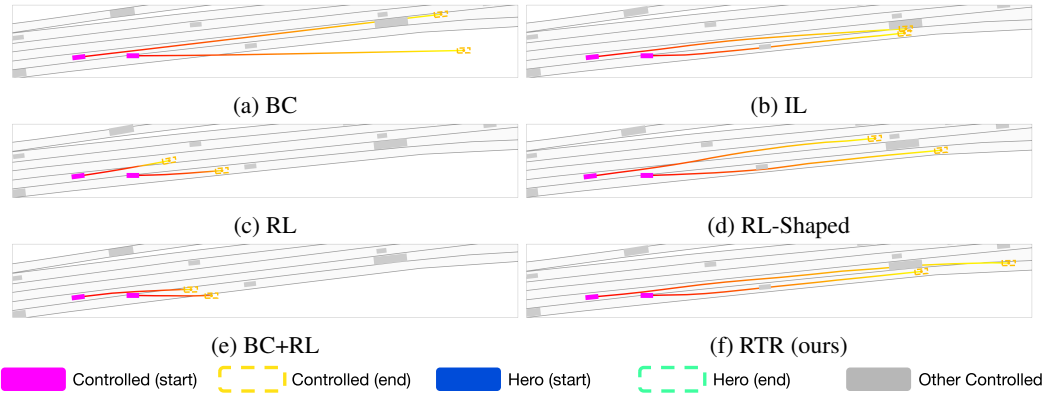 (a) BC
(b) IL
(c) RL
(d) RL-Shaped
(e) BC+RL
(f) RTR (ours)
Controlled (start)
Controlled (end)
Hero (start)
Hero (end)
Other Controlled